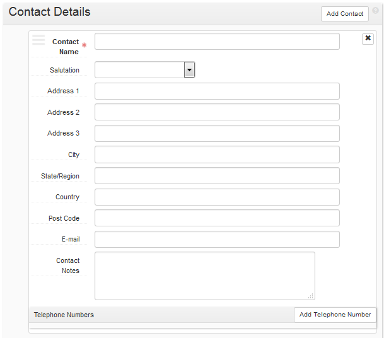 Contact Details
Add Contact
Contact
Name *
Salutation
Address 1
Address 2
Address 3
City
State/Region
Country
Post Code
E-mail
Contact
Notes
Telephone Numbers
Add Telephone Number